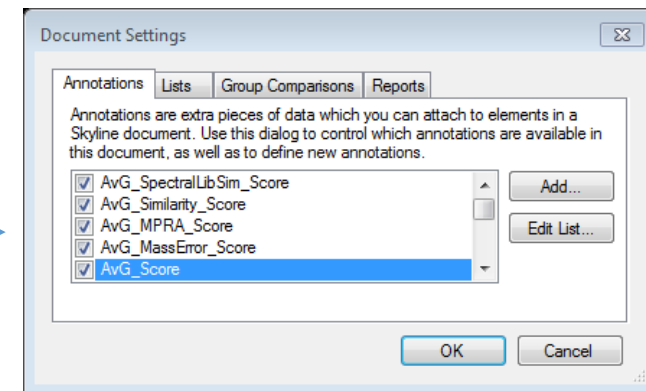 Document Settings
Annotations Lists Group Comparisons Reports
Annotations are extra pieces of data which you can attach to elements in a
Skyline document. Use this dialog to control which annotations are available in
this document, as well as to define new annotations.
AvG_SpectralLibSim_Score
AvG_Similarity_Score
AvG_MPRA_Score
AvG_MassError_Score
AvG_Score
Add...
Edit List...
OK Cancel